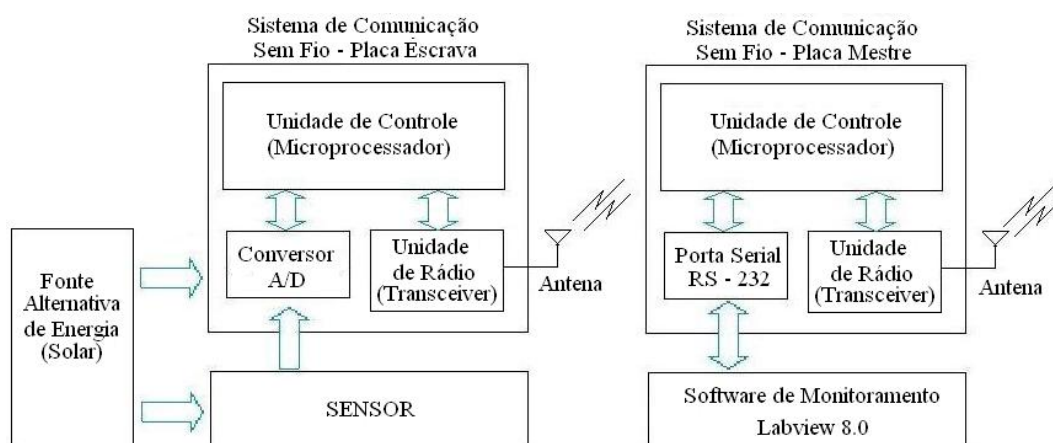 Sistema de Comunicação
Sem Fio - Placa Escrava
Unidade de Controle
(Microprocessador)
Conversor
A/D
Unidade
de Rádio
(Transceiver)
Antena
Fonte
Alternativa
de Energia
(Solar)
SENSOR
Sistema de Comunicação
Sem Fio - Placa Mestre
Unidade de Controle
(Microprocessador)
Porta Serial
RS - 232
Unidade
de Rádio
(Transceiver)
Antena
Software de Monitoramento
Labview 8.0